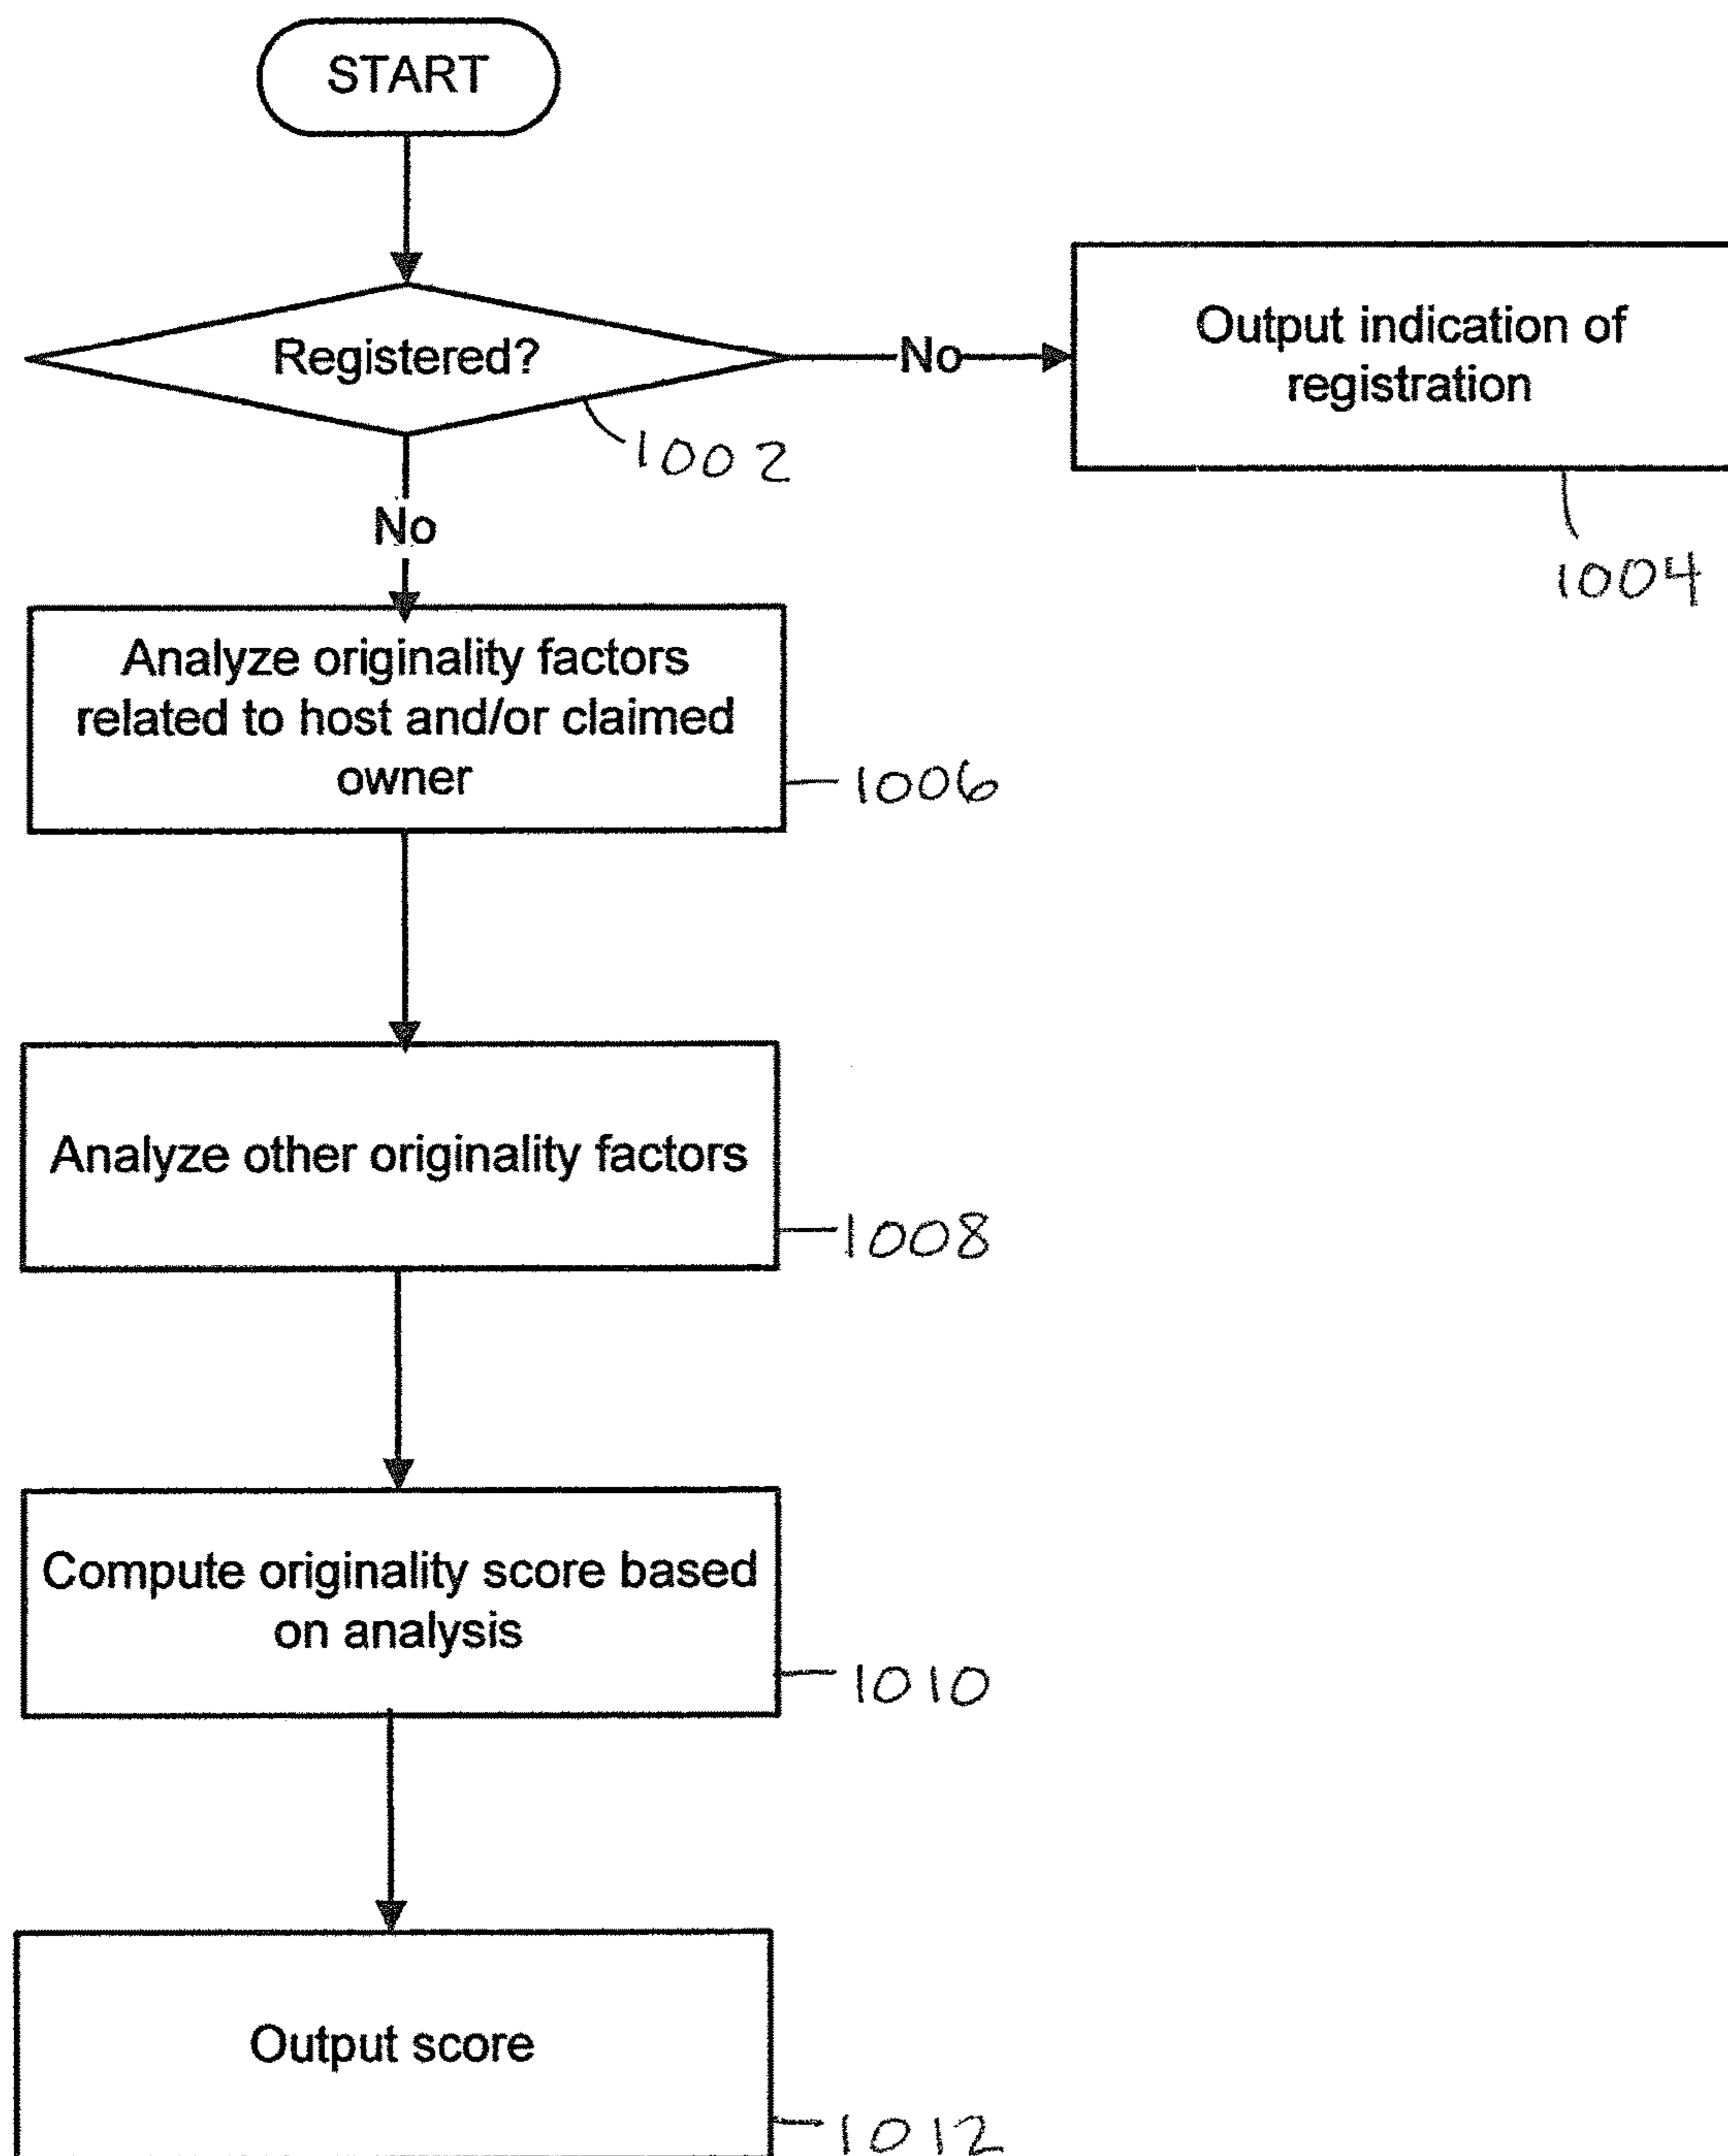 START
Registered?
No
Output indication of
registration
1002
1004
No
Analyze originality factors
related to host and/or claimed
owner
1006
Analyze other originality factors
1008
Compute originality score based
on analysis
1010
Output score
1012